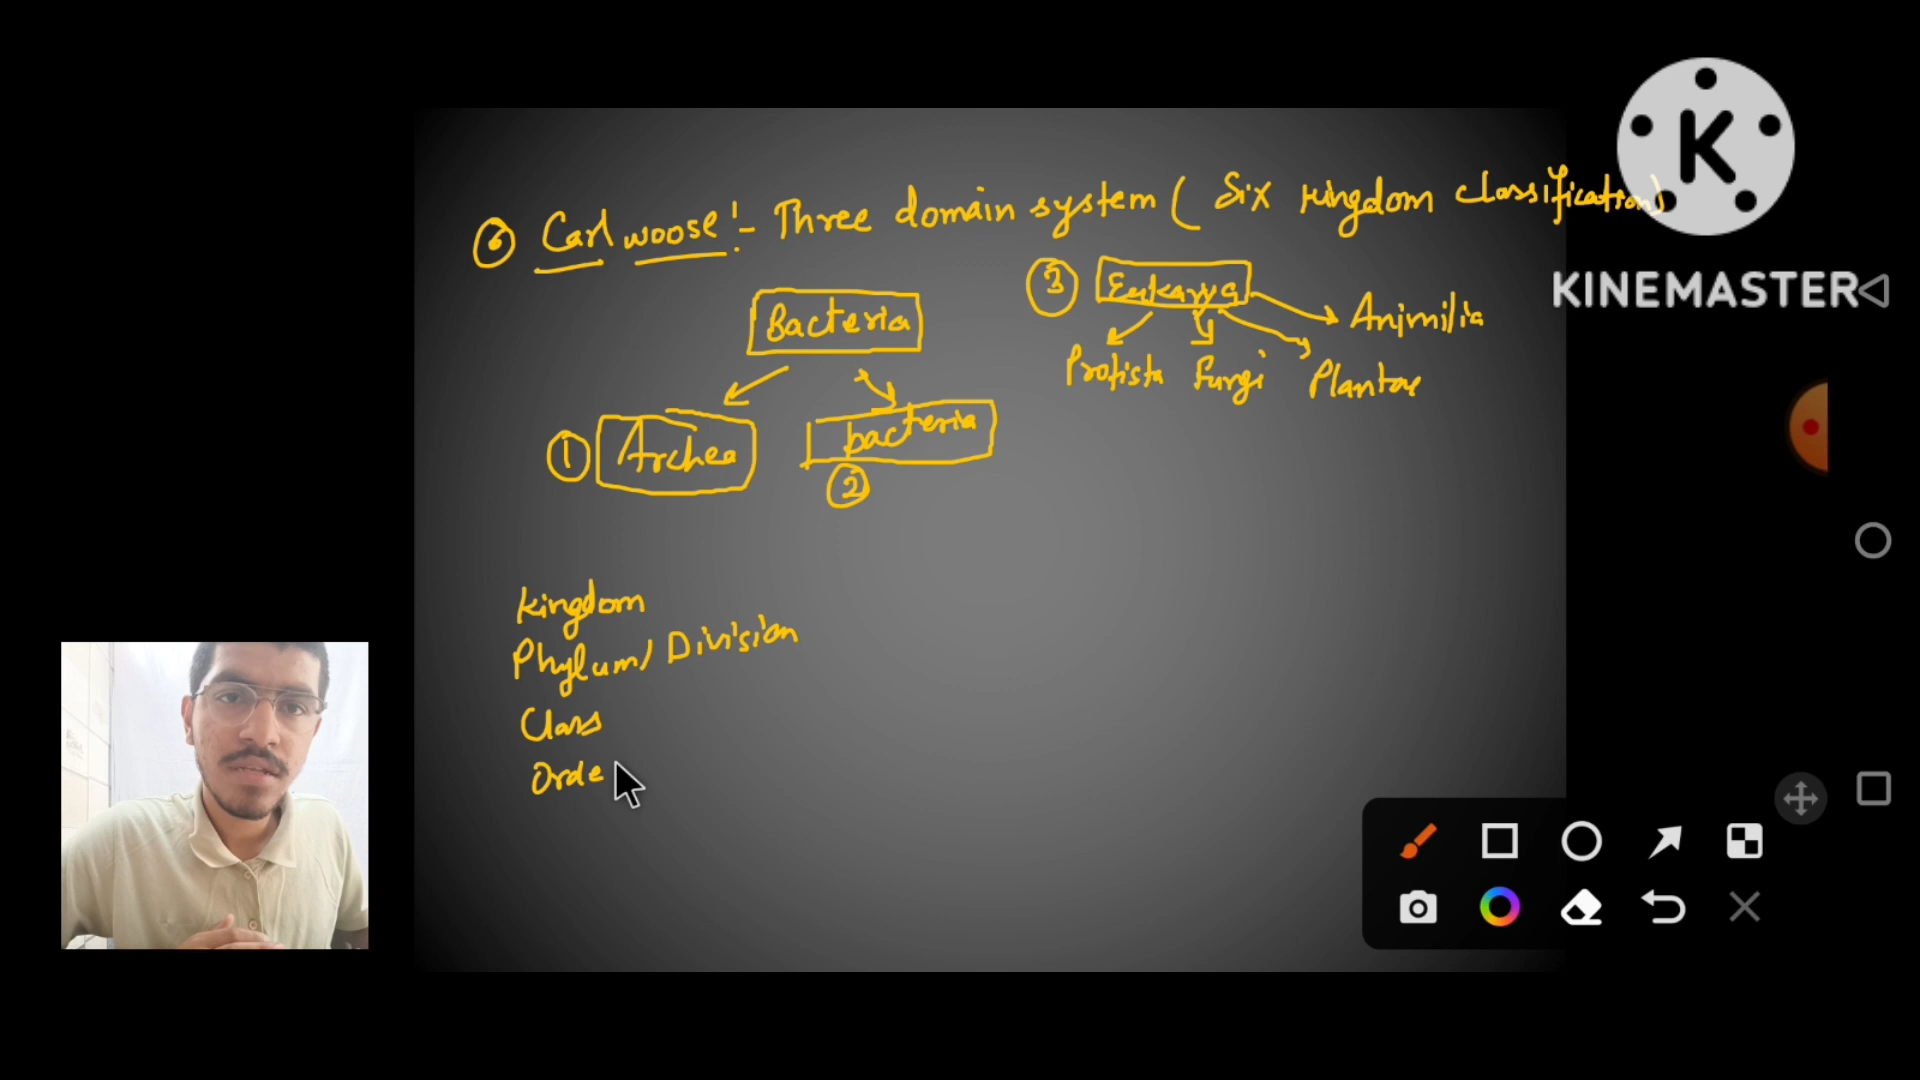 6 Carl woose:- Three domain system ( Six Kingdom classification)
Bacteria
3 Eukarya
Animilia
Protista Fungi Plantae
1 Archea
bacteria
2
Kingdom
Phylum/ Division
Class
Orde
K
KINEMASTER